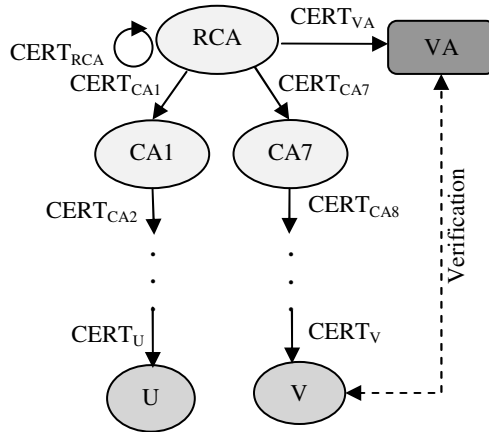 CERT_VA
RCA
VA
CERT_RCA
CERT_CA1
CERT_CA7
CA1
CA7
CERT_CA2
CERT_CA8
Verification
CERT_U
CERT_V
U
V